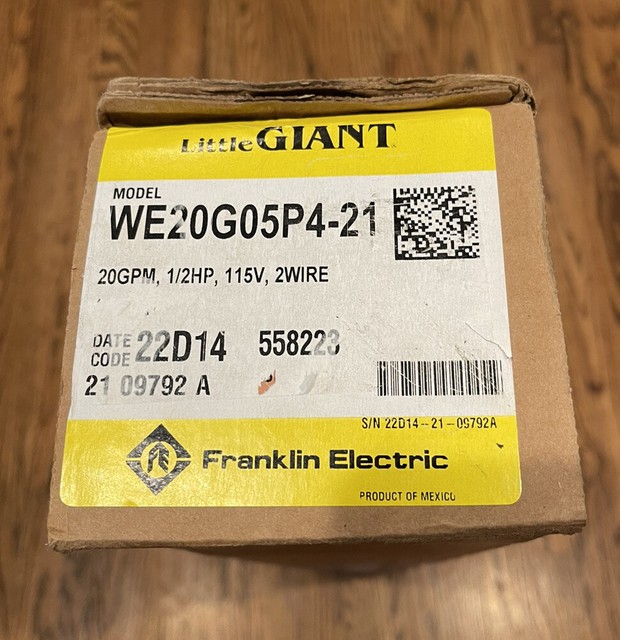 Little GIANT
MODEL
WE20G05P4-21
20GPM, 1/2HP, 115V, 2WIRE
DATE CODE 22D14 558223
21 09792 A
S/N 22D14-21-09792A
Franklin Electric
PRODUCT OF MEXICO